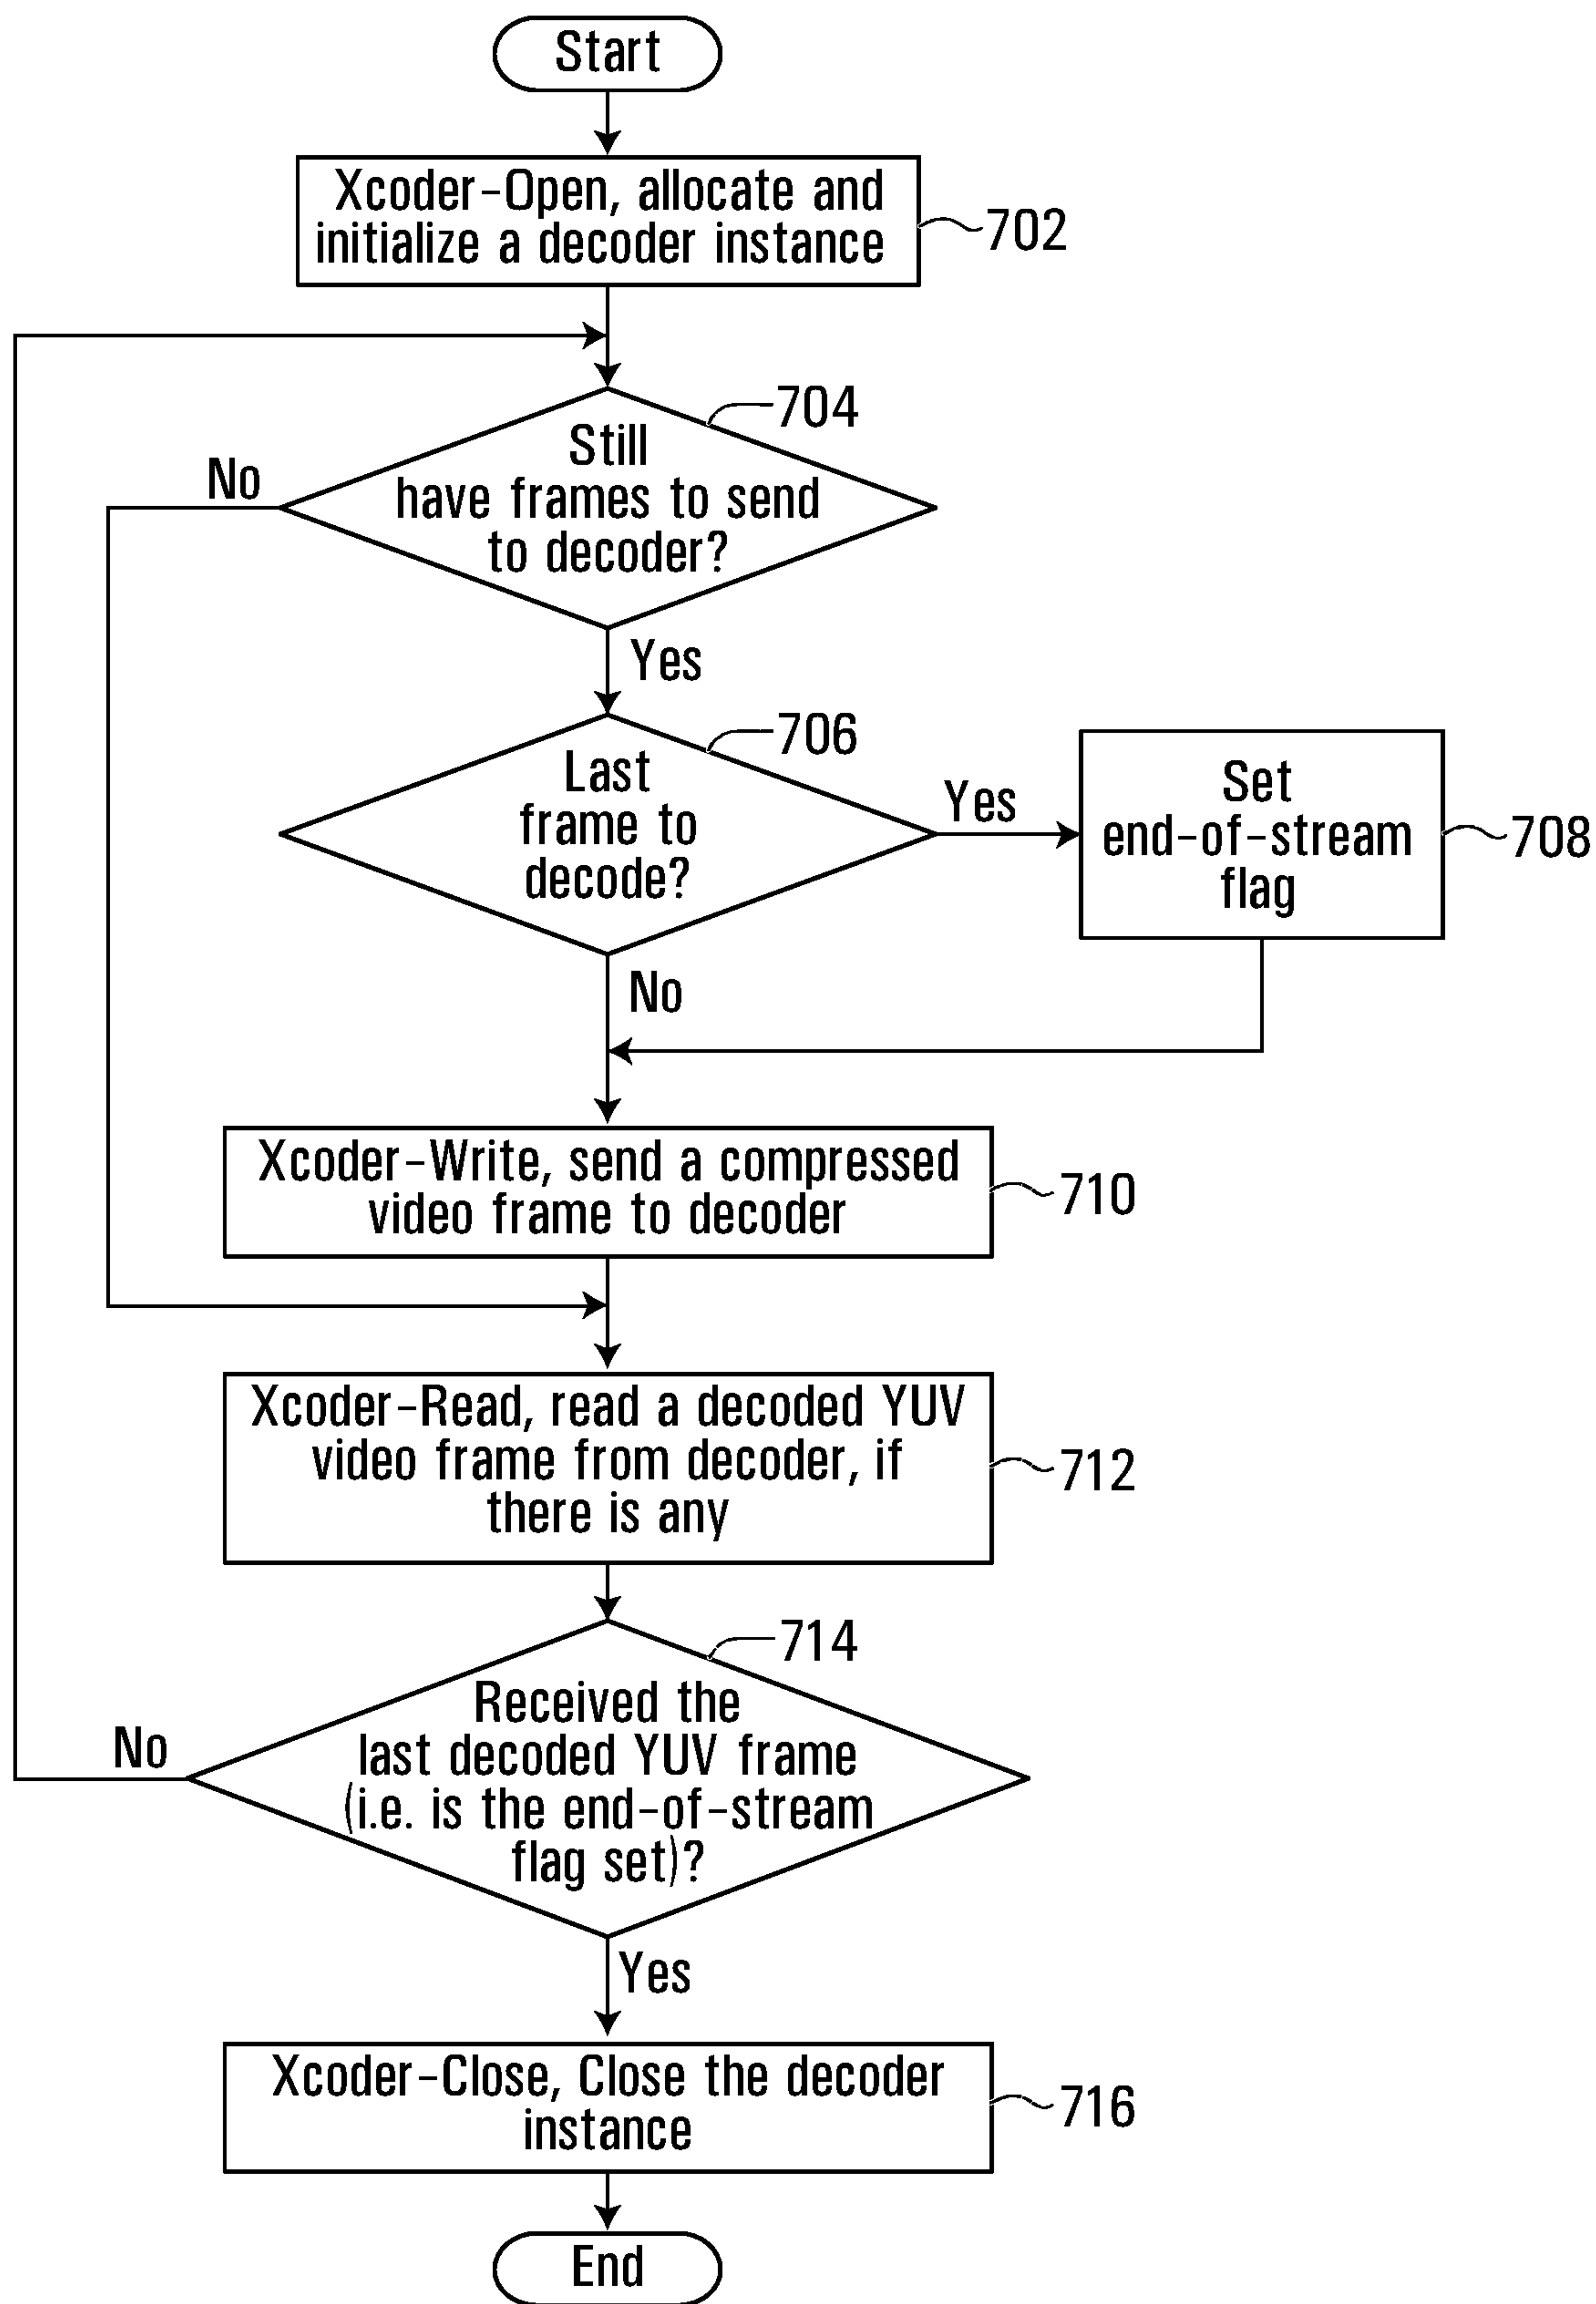 Start
Xcoder-Open, allocate and
initialize a decoder instance
702
704
Still
have frames to send
to decoder?
No
Yes
706
Last
frame to
decode?
Yes
Set
end-of-stream
flag
708
No
Xcoder-Write, send a compressed
video frame to decoder
710
Xcoder-Read, read a decoded YUV
video frame from decoder, if
there is any
712
714
Received the
last decoded YUV frame
(i.e. is the end-of-stream
flag set)?
No
Yes
Xcoder-Close, Close the decoder
instance
716
End